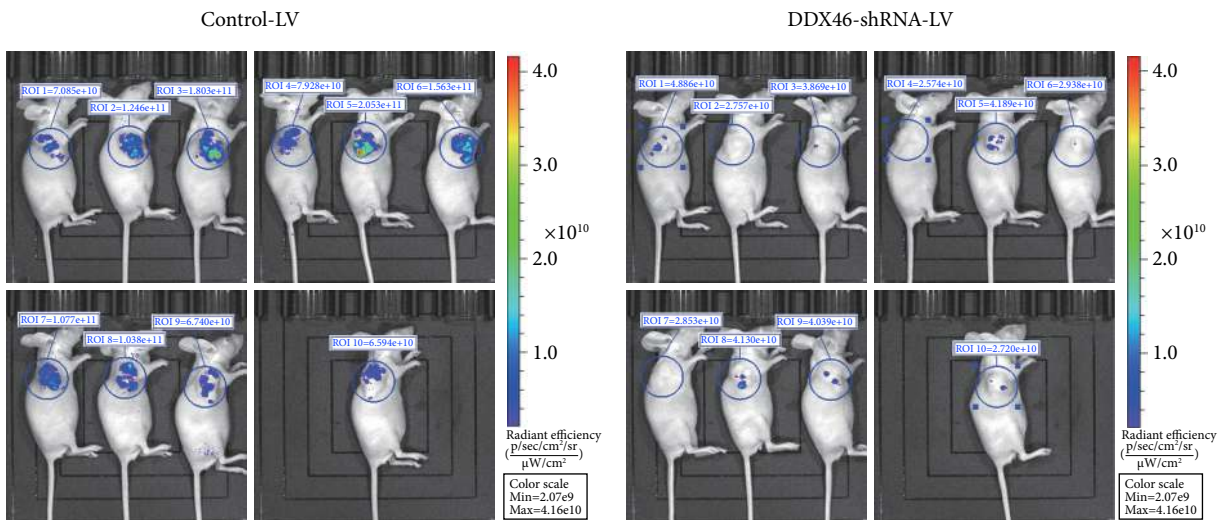 Control-LV
DDX46-shRNA-LV
ROI 1=7.085e+10
ROI 2=1.246e+11
ROI 3=1.803e+11
ROI 4=7.928e+10
ROI 5=2.053e+11
ROI 6=1.563e+11
4.0
3.0
×10¹⁰
2.0
1.0
ROI 7=1.077e+11
ROI 8=1.038e+11
ROI 9=6.740e+10
ROI 10=6.594e+10
Radiant efficiency
(p/sec/cm²/sr
μW/cm²)
Color scale
Min=2.07e9
Max=4.16e10
ROI 1=4.886e+10
ROI 2=2.757e+10
ROI 3=3.869e+10
ROI 4=2.574e+10
ROI 5=4.189e+10
ROI 6=2.938e+10
4.0
3.0
×10¹⁰
2.0
1.0
ROI 7=2.853e+10
ROI 8=4.130e+10
ROI 9=4.039e+10
ROI 10=2.720e+10
Radiant efficiency
(p/sec/cm²/sr
μW/cm²)
Color scale
Min=2.07e9
Max=4.16e10